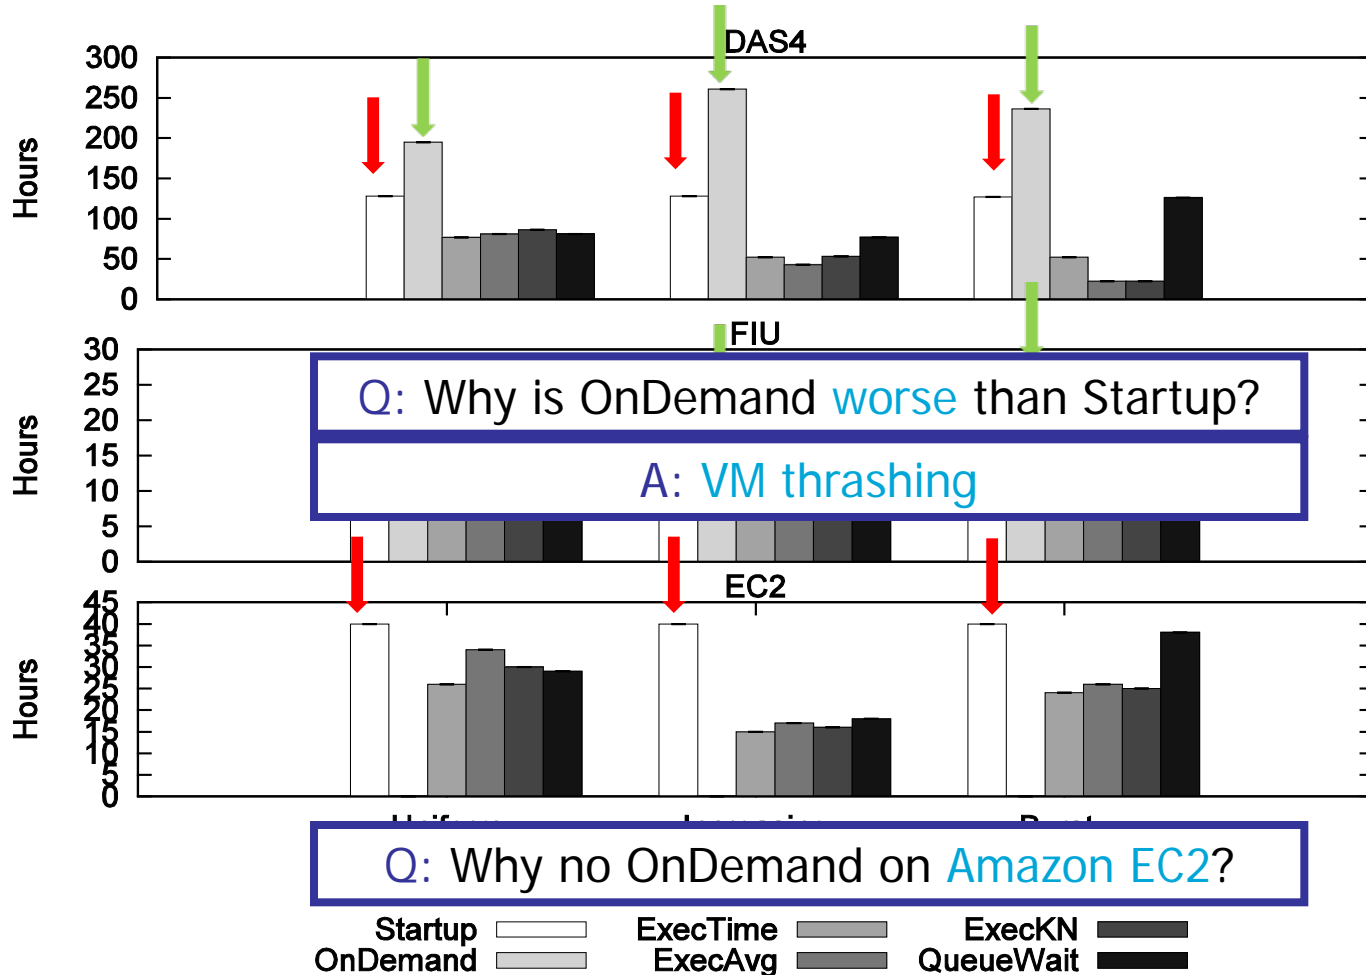 DAS4
300
250
200
150
100
50
0
Hours
FIU
30
25
20
15
10
5
0
Hours
Q: Why is OnDemand worse than Startup?
A: VM thrashing
EC2
45
40
35
30
25
20
15
10
5
0
Hours
Q: Why no OnDemand on Amazon EC2?
Startup ExecTime ExecKN
OnDemand ExecAvg QueueWait